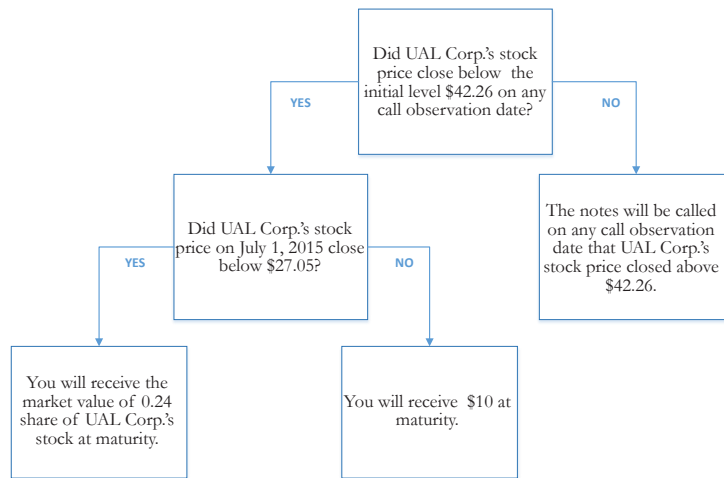 Did UAL Corp.'s stock
price close below the
initial level $42.26 on any
call observation date?
YES
NO
Did UAL Corp.'s stock
price on July 1, 2015 close
below $27.05?
The notes will be called
on any call observation
date that UAL Corp.'s
stock price closed above
$42.26.
YES
NO
You will receive the
market value of 0.24
share of UAL Corp.'s
stock at maturity.
You will receive $10 at
maturity.